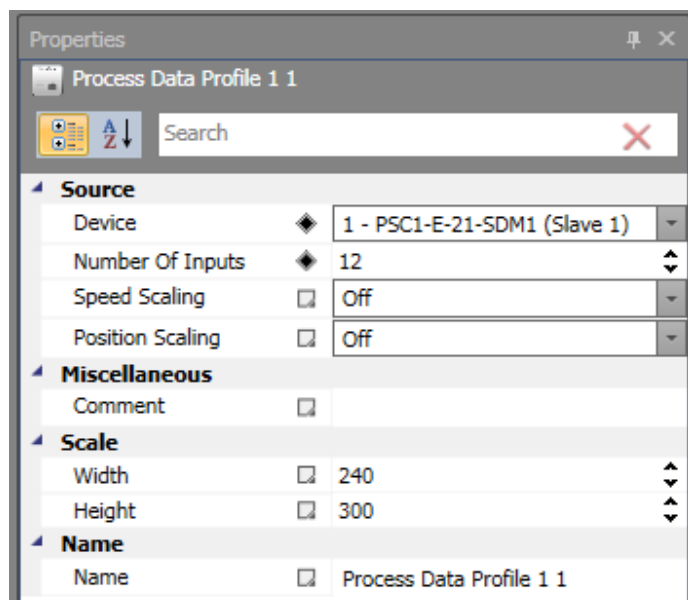 Properties
Process Data Profile 1 1
A
Z
Search
Source
Device 1 - PSC1-E-21-SDM1 (Slave 1)
Number Of Inputs 12
Speed Scaling Off
Position Scaling Off
Miscellaneous
Comment
Scale
Width 240
Height 300
Name
Name Process Data Profile 1 1